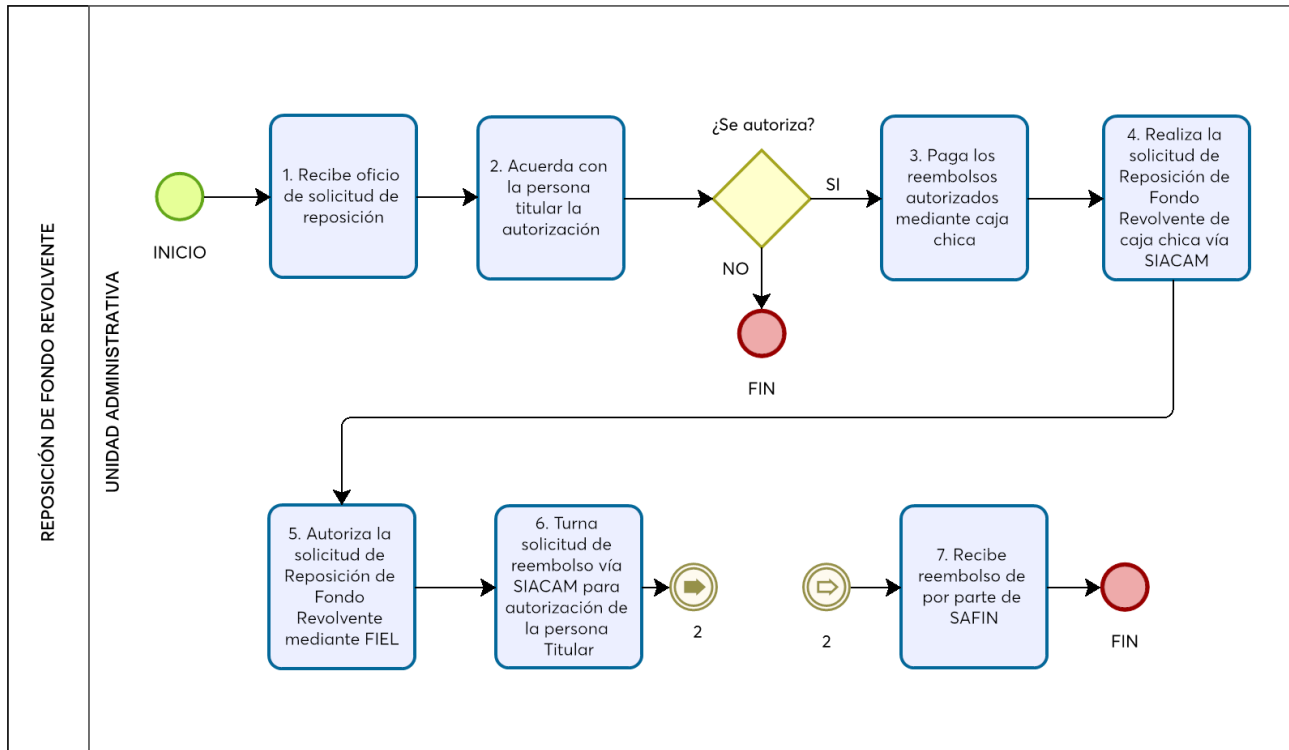 REPOSICIÓN DE FONDO REVOLVENTE
UNIDAD ADMINISTRATIVA
INICIO
1. Recibe oficio
de solicitud de
reposición
2. Acuerda con
la persona
titular la
autorización
¿Se autoriza?
SI
NO
FIN
3. Paga los
reembolsos
autorizados
mediante caja
chica
4. Realiza la
solicitud de
Reposición de
Fondo
Revolvente de
caja chica vía
SIACAM
5. Autoriza la
solicitud de
Reposición de
Fondo
Revolvente
mediante FIEL
6. Turna
solicitud de
reembolso vía
SIACAM para
autorización de
la persona
Titular
2
2
7. Recibe
reembolso de
por parte de
SAFIN
FIN